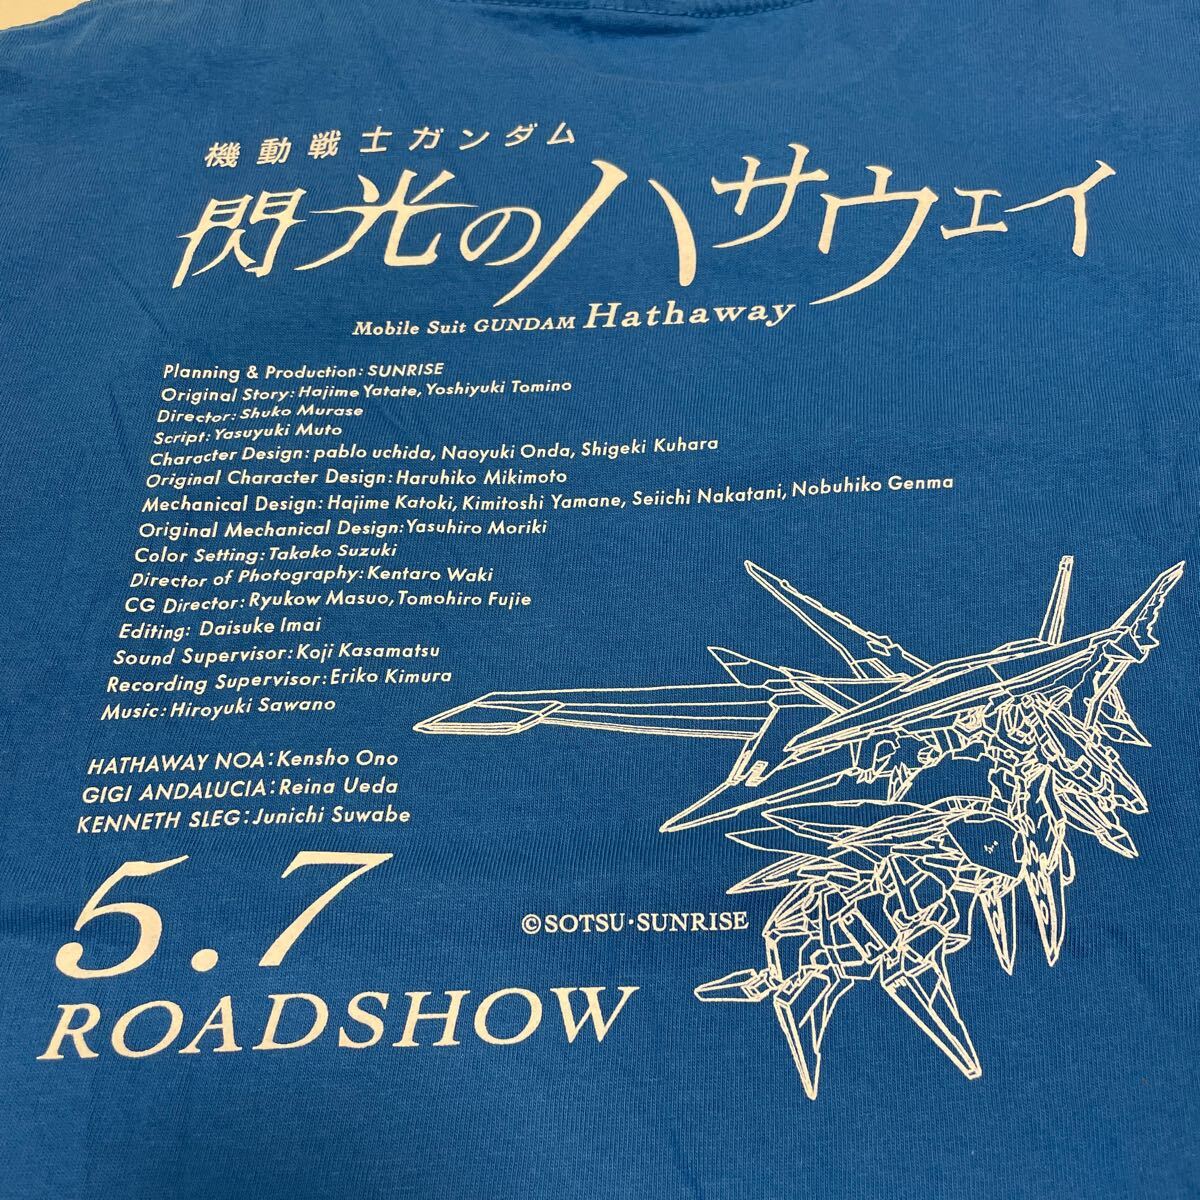 機動戦士ガンダム
閃光のハサウェイ
Mobile Suit GUNDAM Hathaway
Planning & Production: SUNRISE
Original Story: Hajime Yatate, Yoshiyuki Tomino
Director: Shuko Murase
Script: Yasuyuki Muto
Character Design: pablo uchida, Naoyuki Onda, Shigeki Kuhara
Original Character Design: Haruhiko Mikimoto
Mechanical Design: Hajime Katoki, Kimitoshi Yamane, Seiichi Nakatani, Nobuhiko Genma
Original Mechanical Design: Yasuhiro Moriki
Color Setting: Takako Suzuki
Director of Photography: Kentaro Waki
CG Director: Ryukow Masuo, Tomohiro Fujie
Editing: Daisuke Imai
Sound Supervisor: Koji Kasamatsu
Recording Supervisor: Eriko Kimura
Music: Hiroyuki Sawano
HATHAWAY NOA: Kensho Ono
GIGI ANDALUCIA: Reina Ueda
KENNETH SLEG: Junichi Suwabe
5.7
ROADSHOW
©SOTSU・SUNRISE